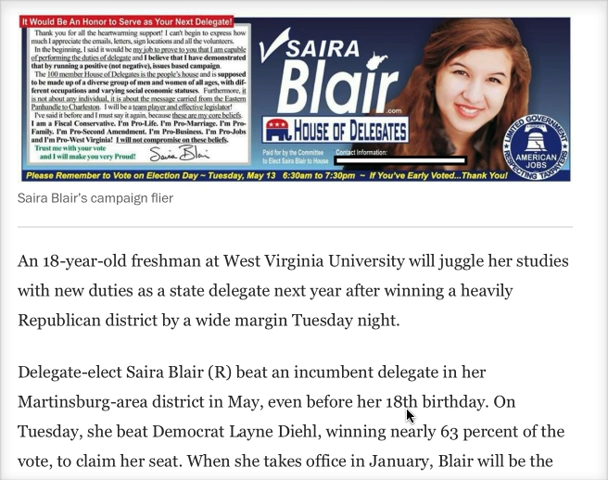 It Would Be An Honor to Serve as Your Next Delegate!
Thank you for all the heartwarming support! I can't begin to express how
much I appreciate the emails, letters, sign locations and all the volunteers.
In the beginning, I said it would be my job to prove to you that I am capable
of performing the duties of delegate and I believe that I have demonstrated
that by running a positive (not negative), issues based campaign.
The 100 member House of Delegates is the people's house and is supposed
to be made up of a diverse group of men and women of all ages, with dif-
ferent occupations and varying social economic statuses. Furthermore, it
is not about any individual, it is about the message carried from the Eastern
Panhandle to Charleston. I will be a team player and effective legislator!
I've said it before and I must say it again, because these are my core beliefs.
I am a Fiscal Conservative. I'm Pro-Life. I'm Pro-Marriage. I'm Pro-
Family. I'm Pro-Second Amendment. I'm Pro-Business. I'm Pro-Jobs
and I'm Pro-West Virginia! I will not compromise on these beliefs.
Trust me with your vote
and I will make you very Proud!
Saira Blair
SAIRA
Blair
.com
HOUSE OF DELEGATES
Paid for by the Committee
to Elect Saira Blair to House
Contact Information:
LIMITED GOVERNMENT
AMERICAN
JOBS
RESPECTING TAXPAYERS
Please Remember to Vote on Election Day ~ Tuesday, May 13 6:30am to 7:30pm ~ If You've Early Voted...Thank You!
Saira Blair's campaign flier
An 18-year-old freshman at West Virginia University will juggle her studies
with new duties as a state delegate next year after winning a heavily
Republican district by a wide margin Tuesday night.
Delegate-elect Saira Blair (R) beat an incumbent delegate in her
Martinsburg-area district in May, even before her 18th birthday. On
Tuesday, she beat Democrat Layne Diehl, winning nearly 63 percent of the
vote, to claim her seat. When she takes office in January, Blair will be the